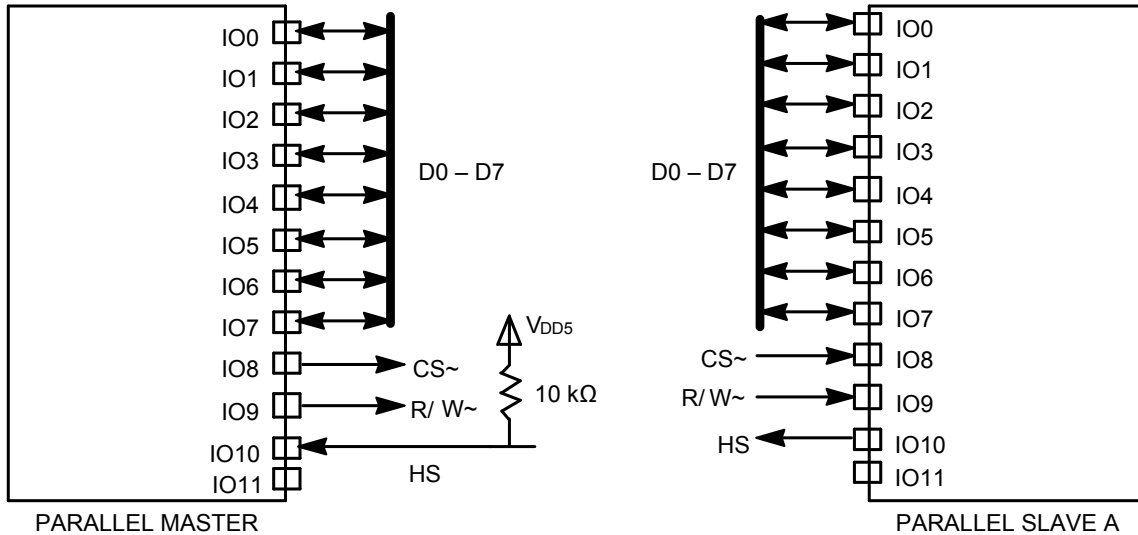 IO0
IO1
IO2
IO3
IO4
IO5
IO6
IO7
IO8
IO9
IO10
IO11
D0 – D7
CS~
R/ W~
HS
VDD5
10 kΩ
PARALLEL MASTER
D0 – D7
CS~
R/ W~
HS
IO0
IO1
IO2
IO3
IO4
IO5
IO6
IO7
IO8
IO9
IO10
IO11
PARALLEL SLAVE A